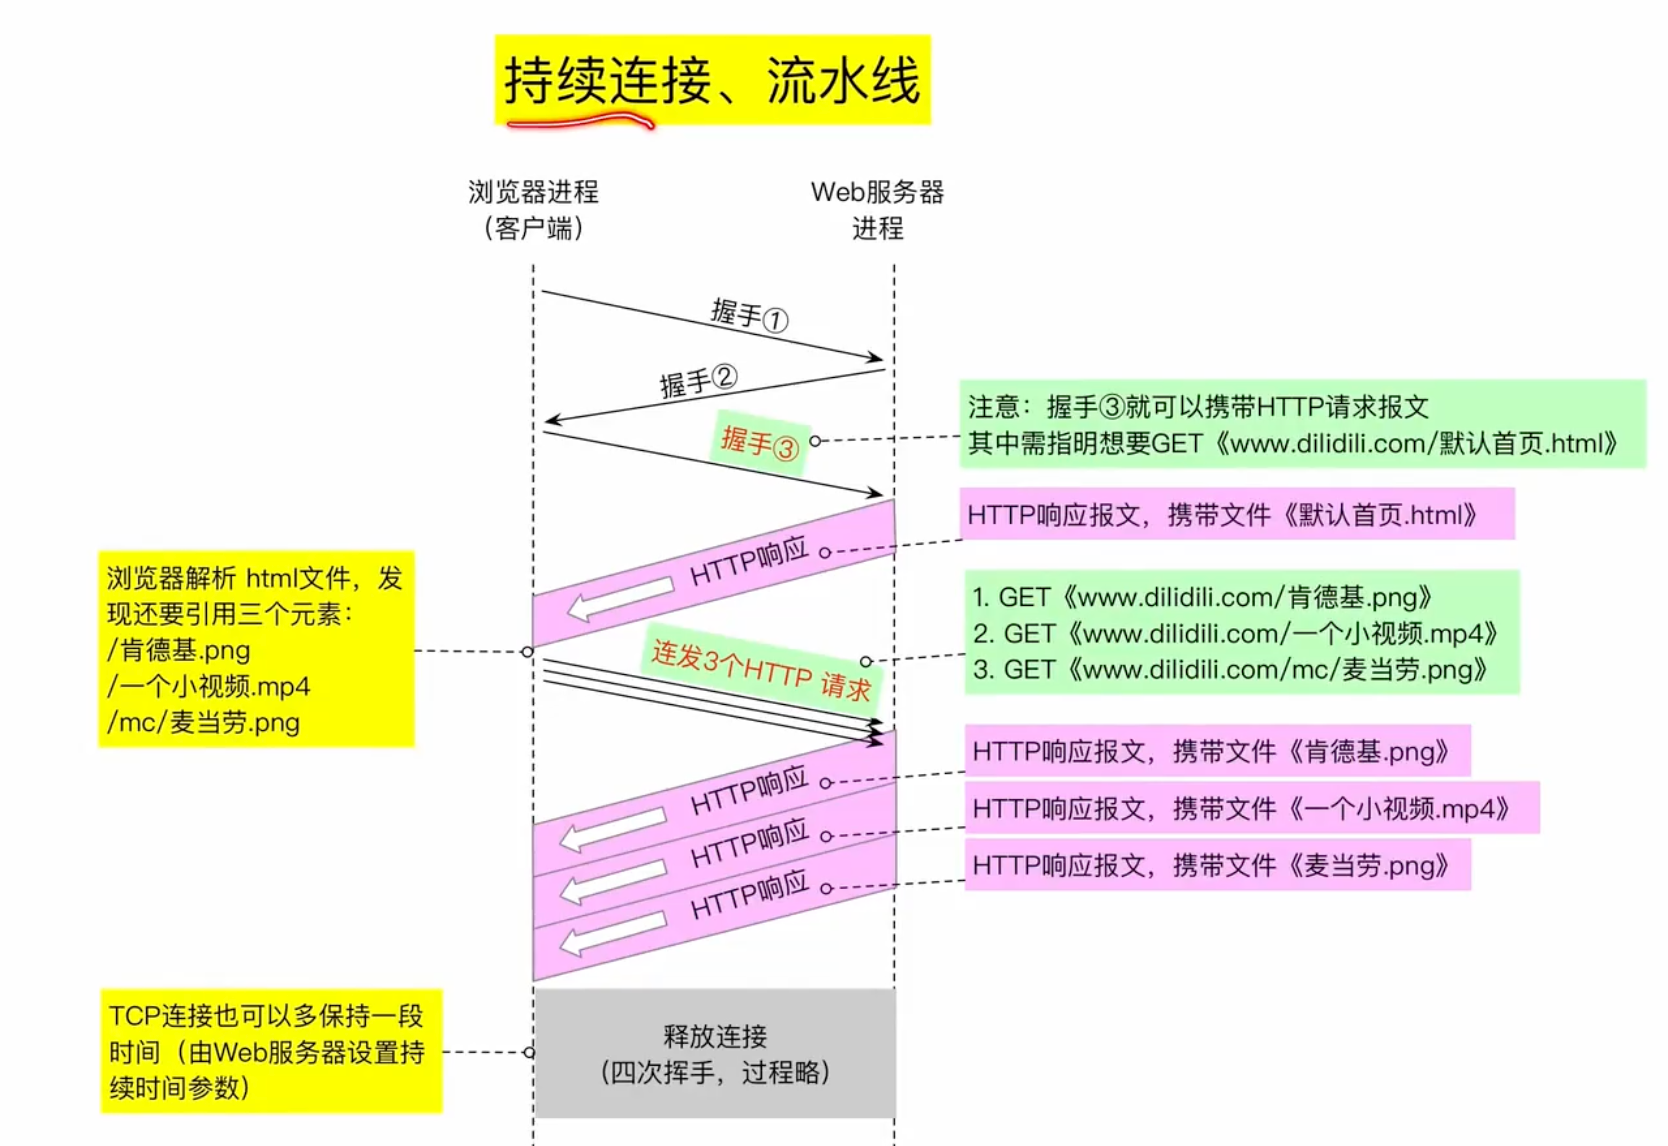 持续连接、流水线
浏览器进程
（客户端）
Web服务器
进程
握手①
握手②
握手③
注意：握手③就可以携带HTTP请求报文
其中需指明想要GET《www.dilidili.com/默认首页.html》
HTTP响应报文，携带文件《默认首页.html》
HTTP响应
浏览器解析 html文件，发
现还要引用三个元素：
/肯德基.png
/一个小视频.mp4
/mc/麦当劳.png
连发3个HTTP 请求
1. GET《www.dilidili.com/肯德基.png》
2. GET《www.dilidili.com/一个小视频.mp4》
3. GET《www.dilidili.com/mc/麦当劳.png》
HTTP响应
HTTP响应报文，携带文件《肯德基.png》
HTTP响应
HTTP响应报文，携带文件《一个小视频.mp4》
HTTP响应
HTTP响应报文，携带文件《麦当劳.png》
TCP连接也可以多保持一段
时间（由Web服务器设置持
续时间参数）
释放连接
（四次挥手，过程略）